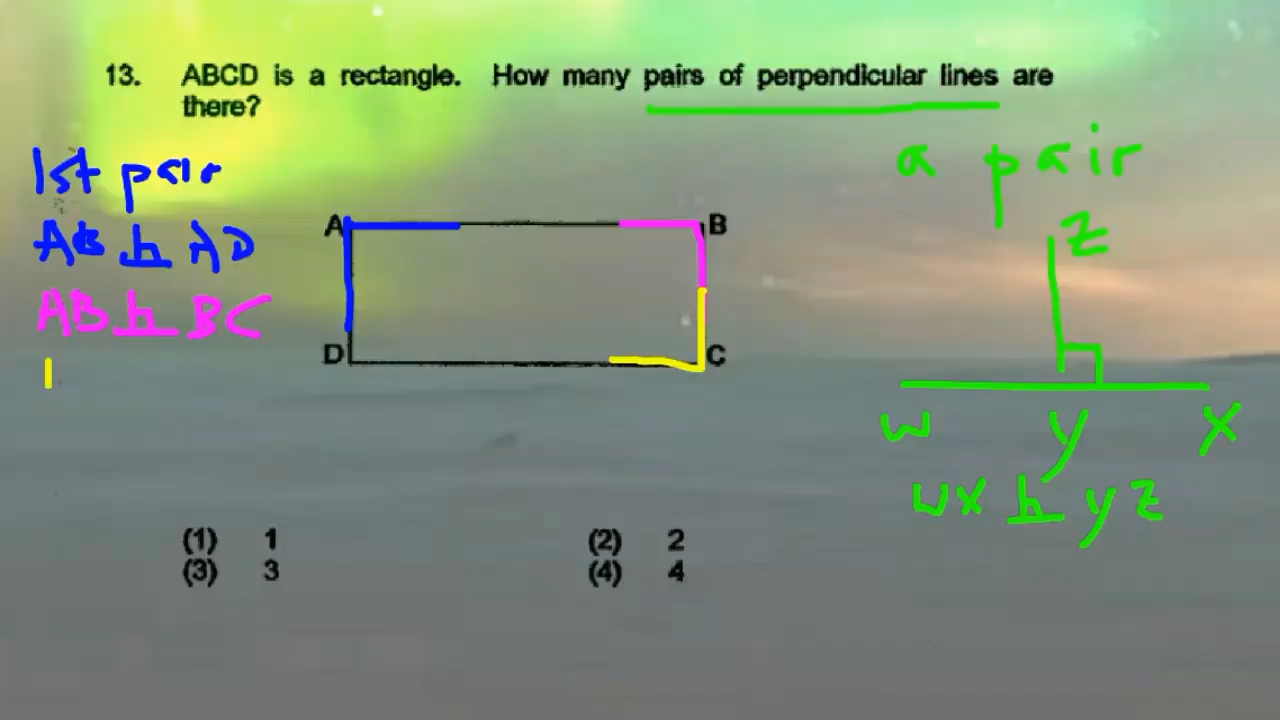 13. ABCD is a rectangle. How many pairs of perpendicular lines are
there?
1st pair
AB ⊥ AD
AB ⊥ BC
A
B
D
C
a pair
z
w y x
wx ⊥ yz
(1) 1 (2) 2
(3) 3 (4) 4